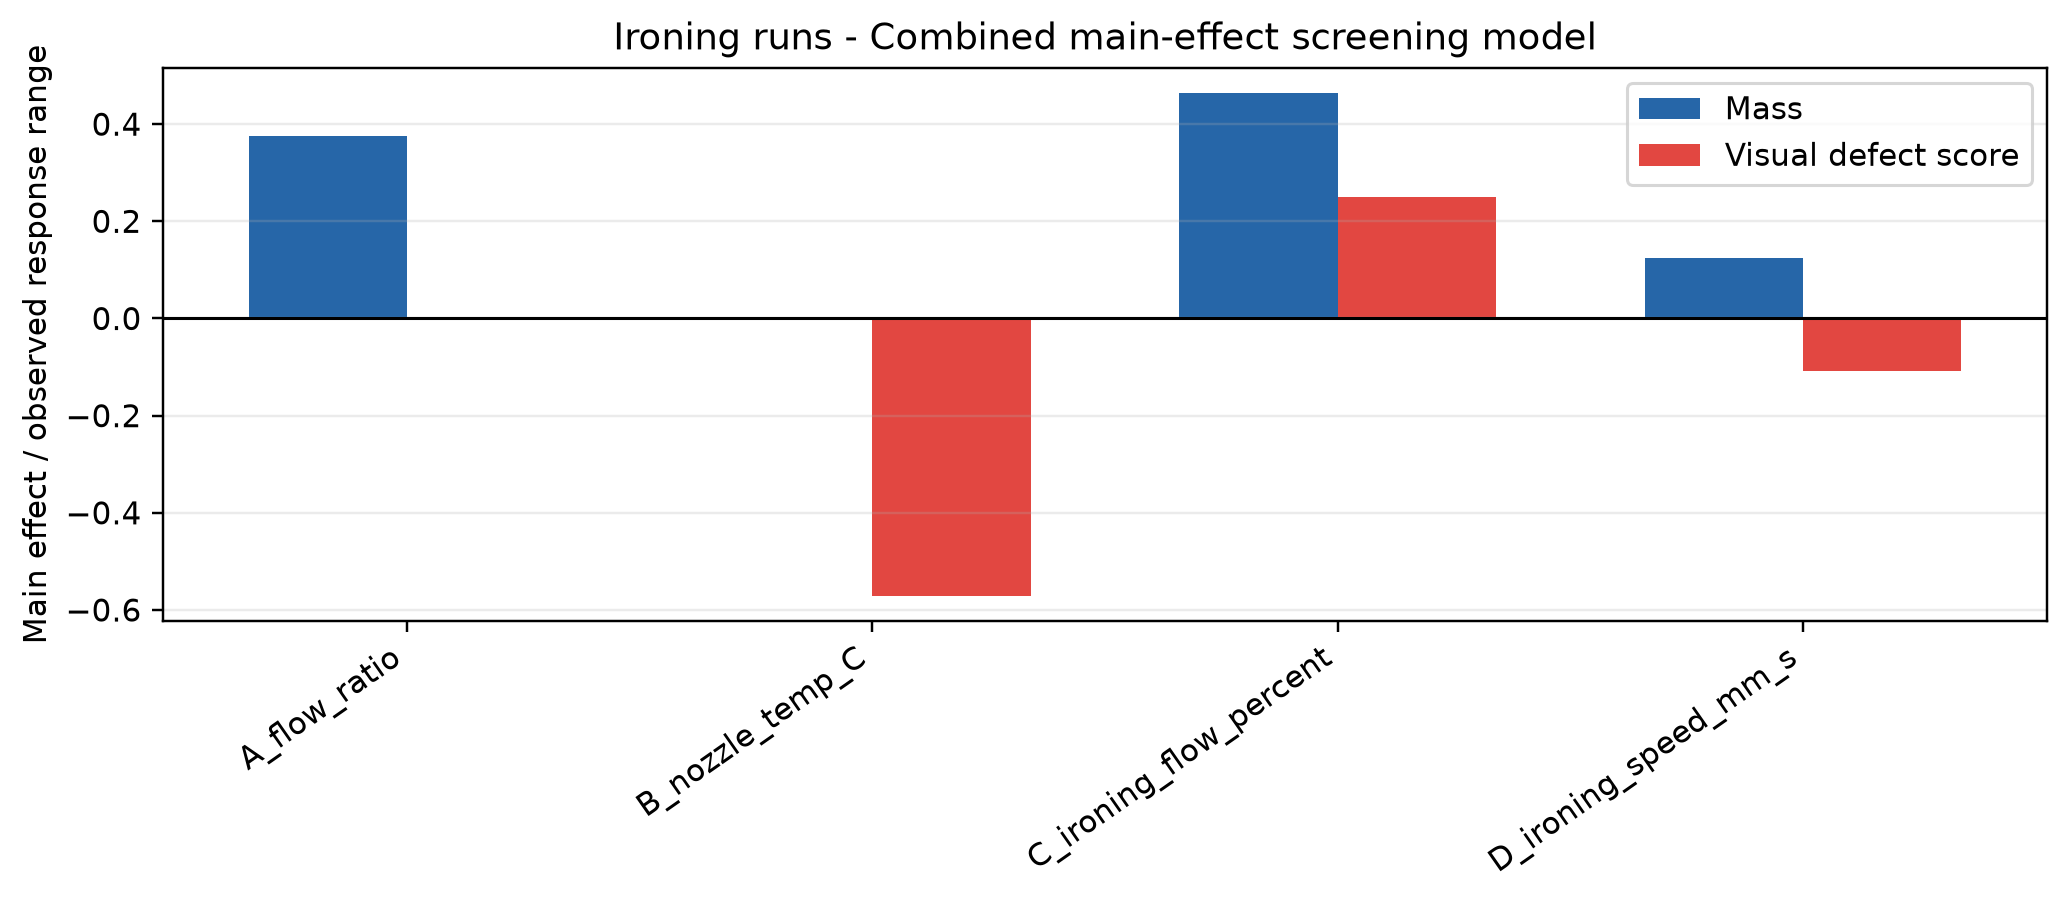 Ironing runs - Combined main-effect screening model
Main effect / observed response range
0.4
0.2
0.0
−0.2
−0.4
−0.6
Mass
Visual defect score
A_flow_ratio
B_nozzle_temp_C
C_ironing_flow_percent
D_ironing_speed_mm_s